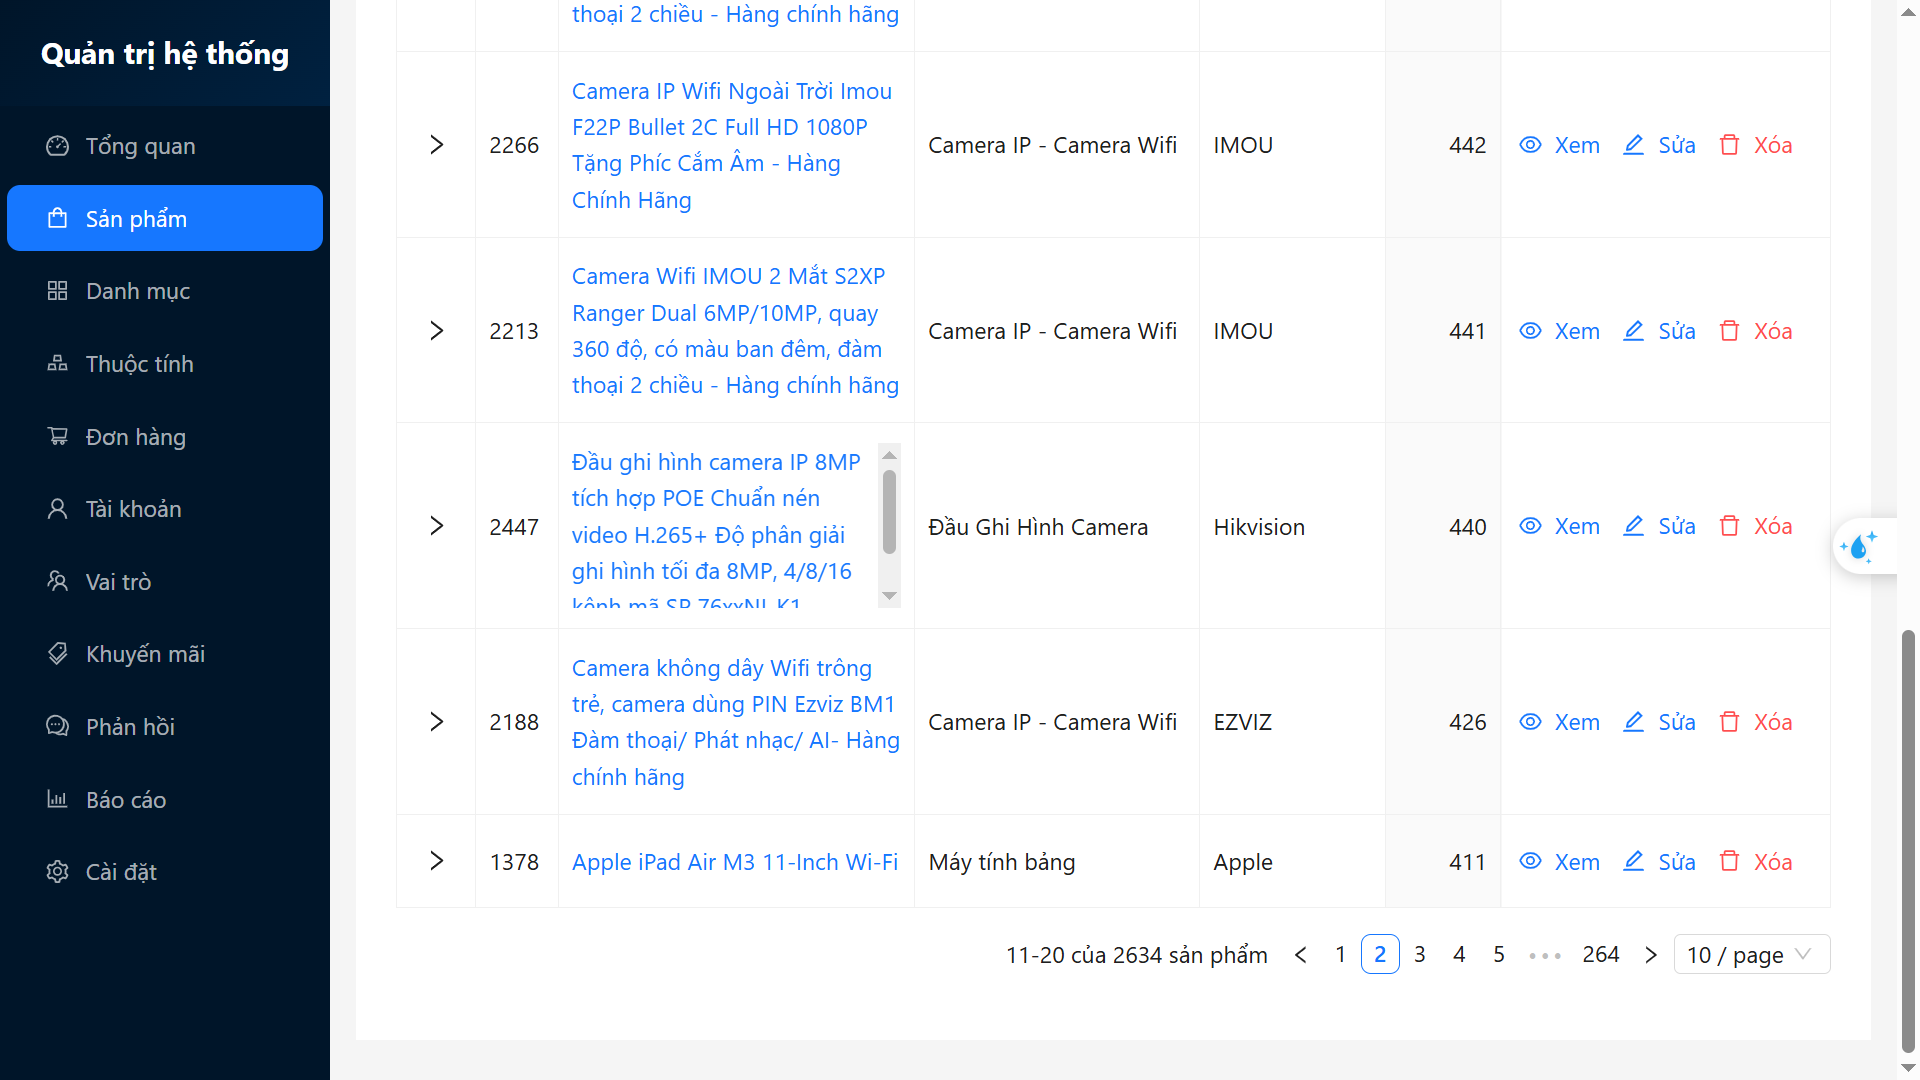 Quản trị hệ thống
Tổng quan
Sản phẩm
Danh mục
Thuộc tính
Đơn hàng
Tài khoản
Vai trò
Khuyến mãi
Phản hồi
Báo cáo
Cài đặt
thoại 2 chiều - Hàng chính hãng
2266
Camera IP Wifi Ngoài Trời Imou
F22P Bullet 2C Full HD 1080P
Tặng Phíc Cắm Âm - Hàng
Chính Hãng
Camera IP - Camera Wifi
IMOU
442
Xem
Sửa
Xóa
2213
Camera Wifi IMOU 2 Mắt S2XP
Ranger Dual 6MP/10MP, quay
360 độ, có màu ban đêm, đàm
thoại 2 chiều - Hàng chính hãng
Camera IP - Camera Wifi
IMOU
441
Xem
Sửa
Xóa
2447
Đầu ghi hình camera IP 8MP
tích hợp POE Chuẩn nén
video H.265+ Độ phân giải
ghi hình tối đa 8MP, 4/8/16
kênh mã SP 76xxNI-K1
Đầu Ghi Hình Camera
Hikvision
440
Xem
Sửa
Xóa
2188
Camera không dây Wifi trông
trẻ, camera dùng PIN Ezviz BM1
Đàm thoại/ Phát nhạc/ AI- Hàng
chính hãng
Camera IP - Camera Wifi
EZVIZ
426
Xem
Sửa
Xóa
1378
Apple iPad Air M3 11-Inch Wi-Fi
Máy tính bảng
Apple
411
Xem
Sửa
Xóa
11-20 của 2634 sản phẩm
1
2
3
4
5
•••
264
10 / page